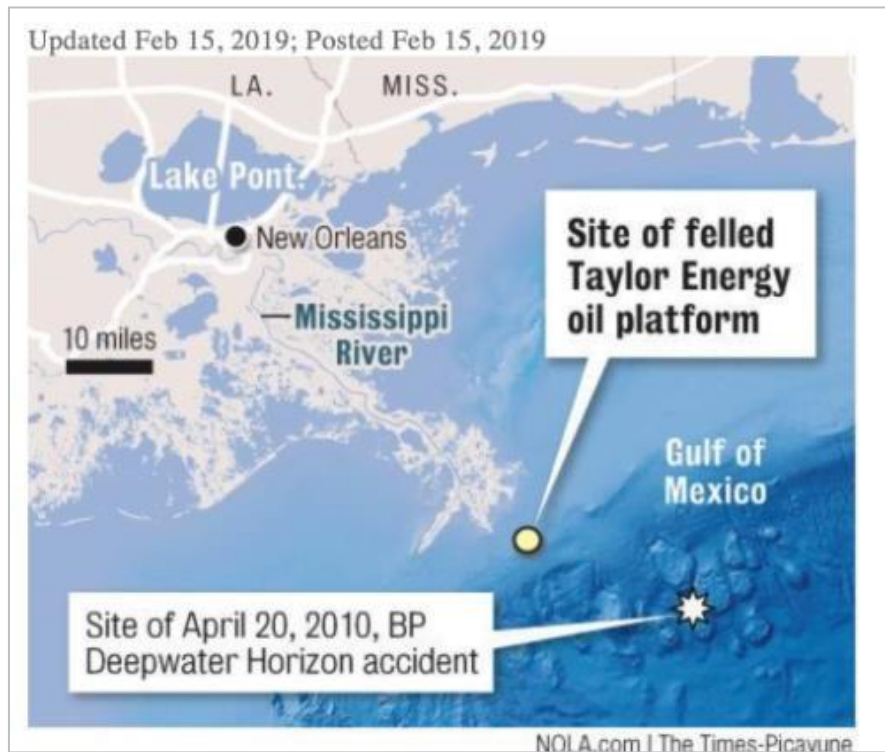 Updated Feb 15, 2019; Posted Feb 15, 2019
LA.
MISS.
Lake Pont.
New Orleans
Site of felled
Taylor Energy
oil platform
10 miles
Mississippi
River
Gulf of
Mexico
Site of April 20, 2010, BP
Deepwater Horizon accident
NOLA.com | The Times-Picayune